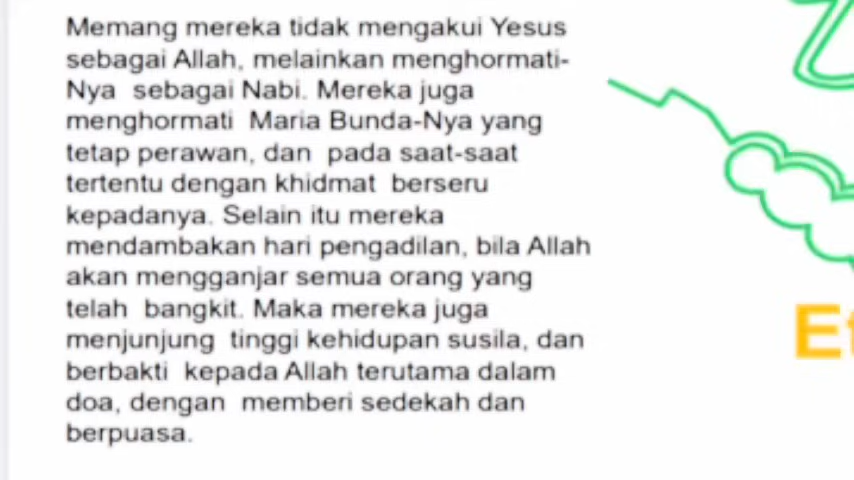 Memang mereka tidak mengakui Yesus
sebagai Allah, melainkan menghormati-
Nya sebagai Nabi. Mereka juga
menghormati Maria Bunda-Nya yang
tetap perawan, dan pada saat-saat
tertentu dengan khidmat berseru
kepadanya. Selain itu mereka
mendambakan hari pengadilan, bila Allah
akan mengganjar semua orang yang
telah bangkit. Maka mereka juga
menjunjung tinggi kehidupan susila, dan
berbakti kepada Allah terutama dalam
doa, dengan memberi sedekah dan
berpuasa.